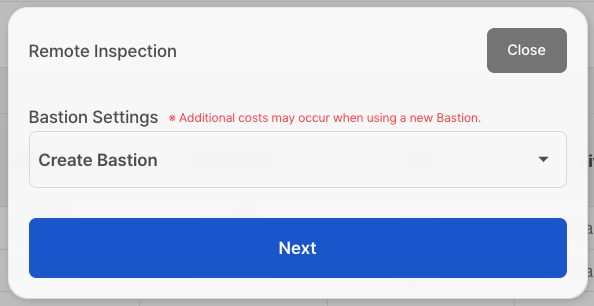 Remote Inspection
Close
Bastion Settings ※ Additional costs may occur when using a new Bastion.
Create Bastion
Next